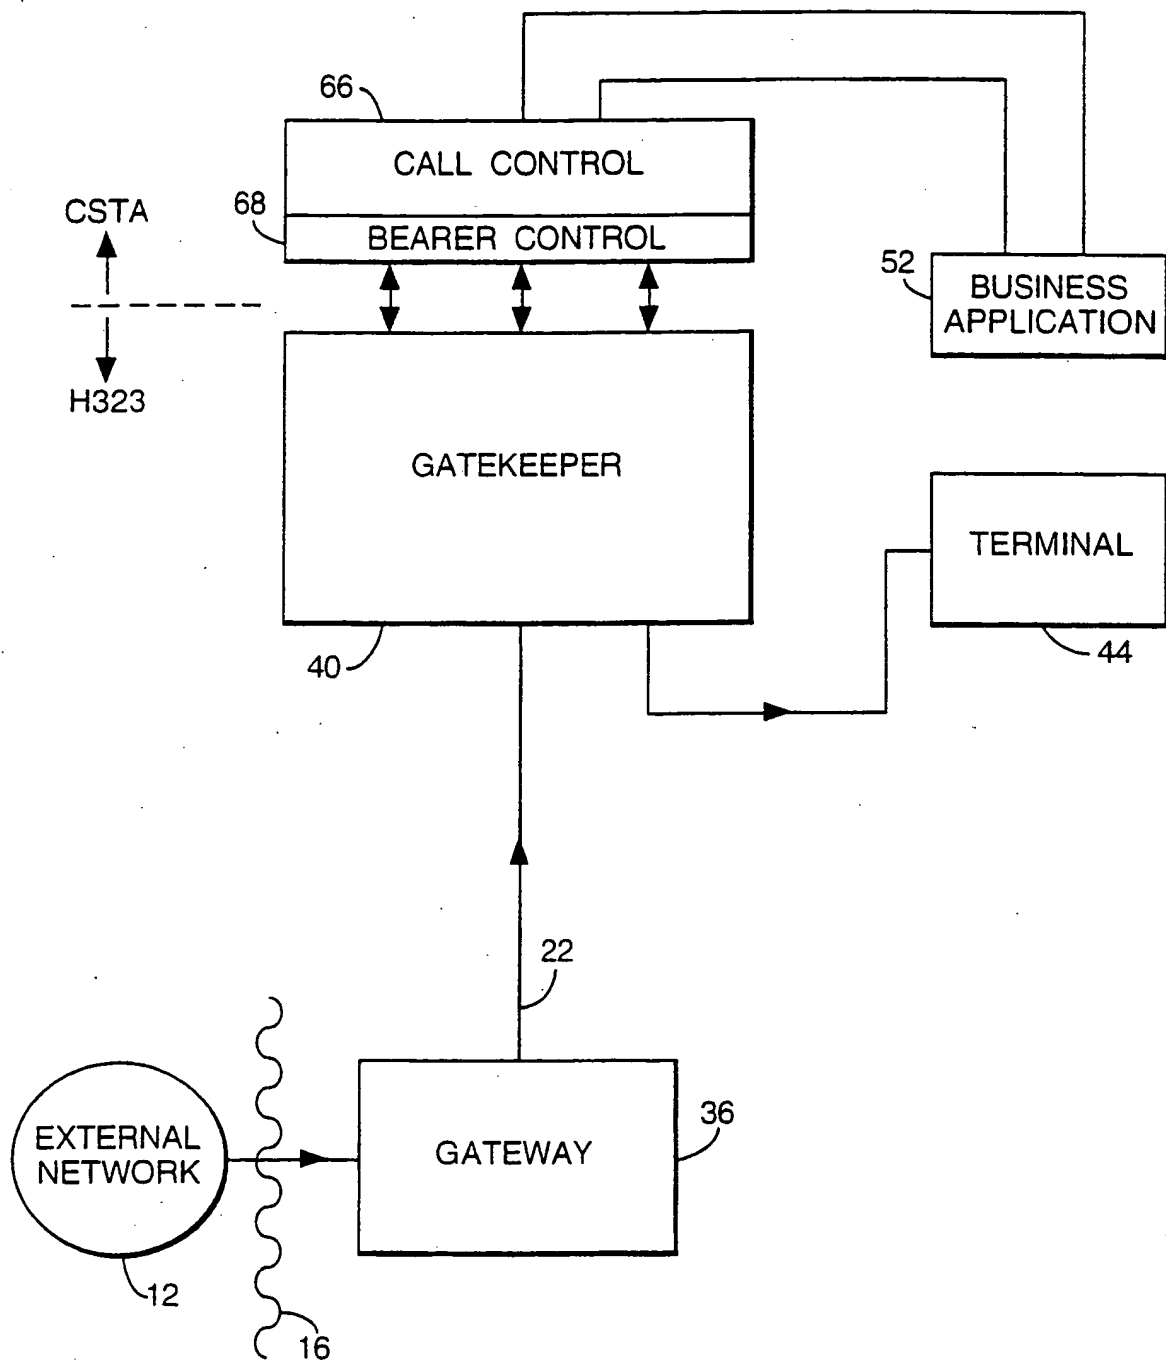 66
CALL CONTROL
68
CSTA
BEARER CONTROL
52
BUSINESS
APPLICATION
H323
GATEKEEPER
TERMINAL
40
44
22
36
EXTERNAL
NETWORK
GATEWAY
12
16